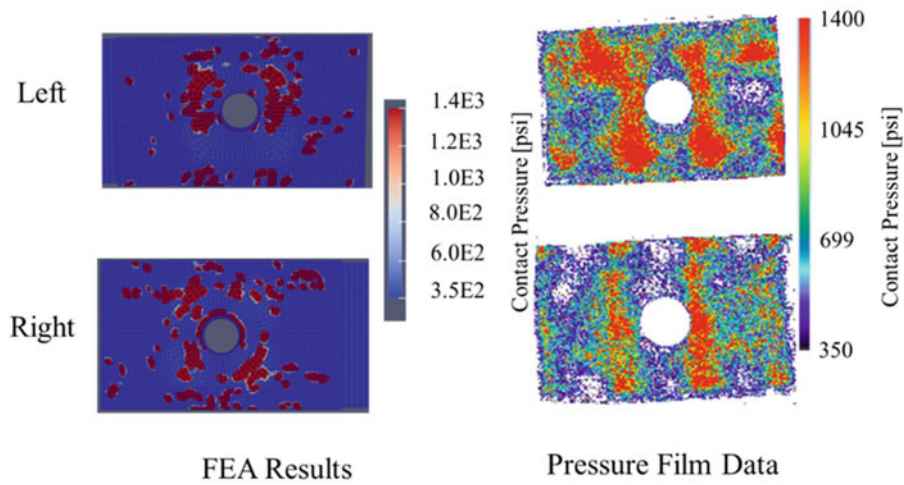 Left
Right
1.4E3
1.2E3
1.0E3
8.0E2
6.0E2
3.5E2
Contact Pressure [psi]
1400
1045
699
350
Contact Pressure [psi]
FEA Results
Pressure Film Data